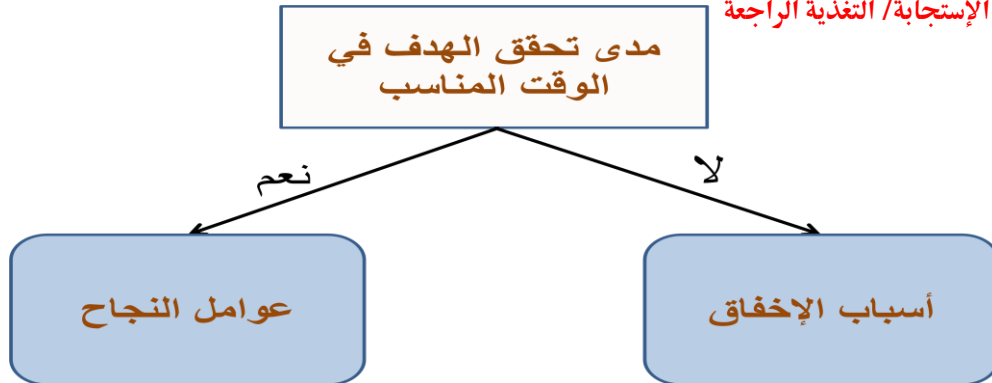 الإستجابة/ التغذية الراجعة
مدى تحقق الهدف في
الوقت المناسب
لا
نعم
أسباب الإخفاق
عوامل النجاح